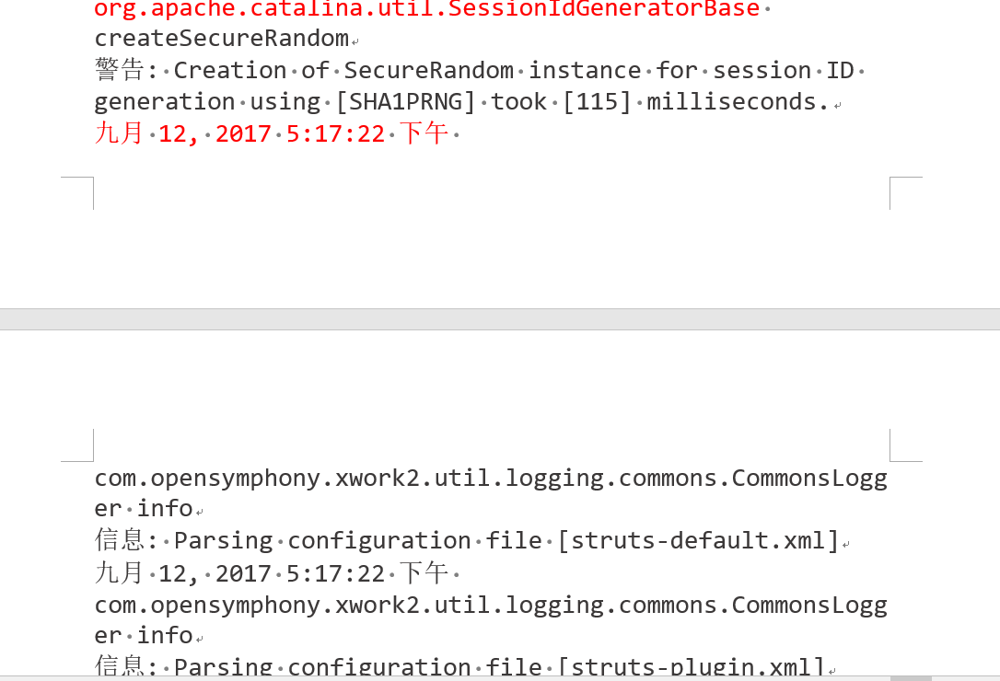 org.apache.catalina.util.SessionIdGeneratorBase
createSecureRandom
警告: Creation of SecureRandom instance for session ID
generation using [SHA1PRNG] took [115] milliseconds.
九月 12, 2017 5:17:22 下午
com.opensymphony.xwork2.util.logging.commons.CommonsLogg
er info
信息: Parsing configuration file [struts-default.xml]
九月 12, 2017 5:17:22 下午
com.opensymphony.xwork2.util.logging.commons.CommonsLogg
er info
信息: Parsing configuration file [struts-plugin.xml]